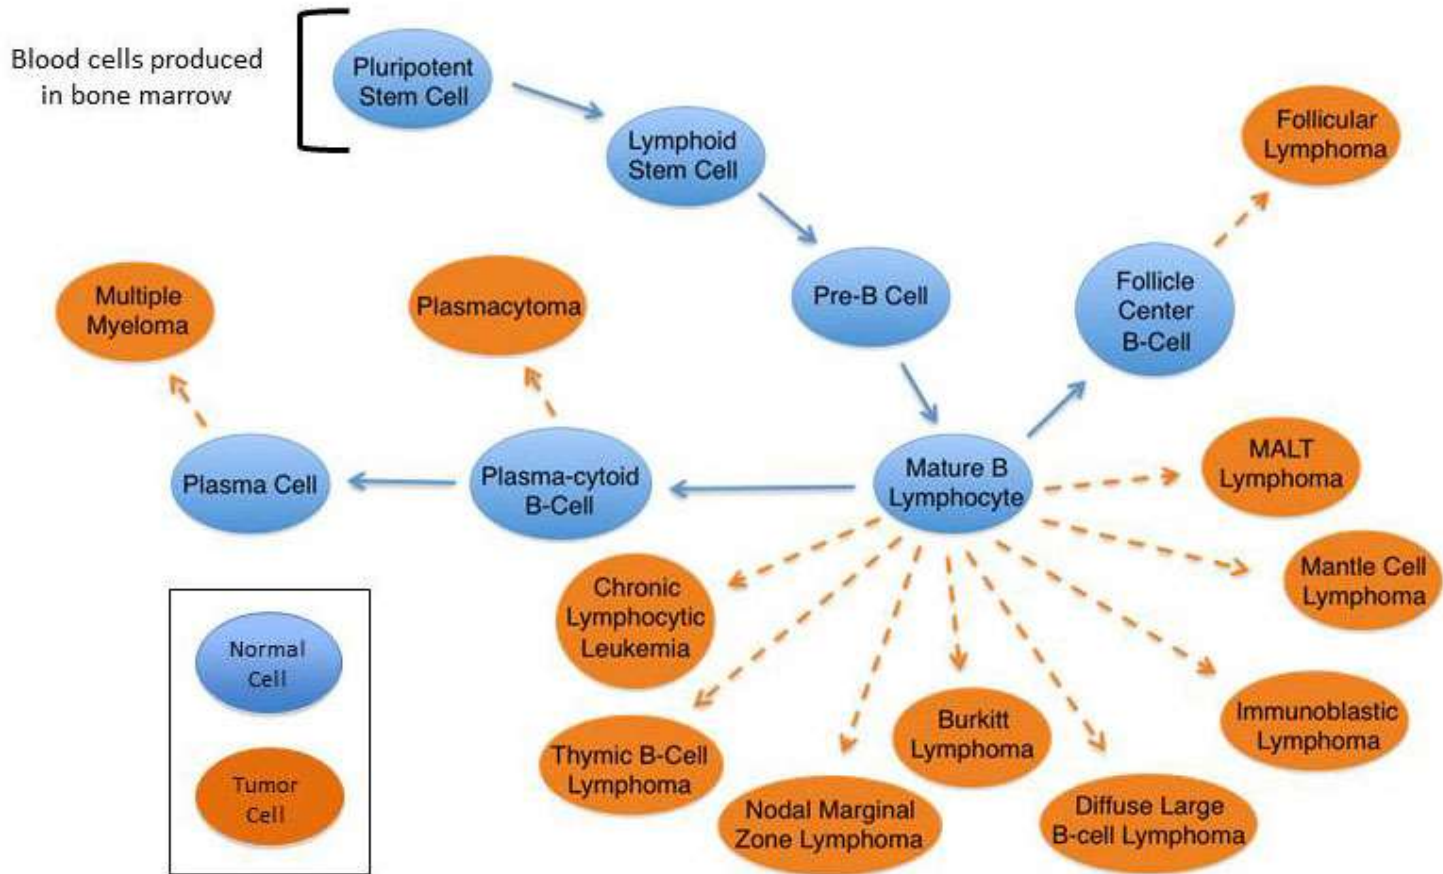 Blood cells produced
in bone marrow
Pluripotent
Stem Cell
Lymphoid
Stem Cell
Follicular
Lymphoma
Multiple
Myeloma
Plasmacytoma
Pre-B Cell
Follicle
Center
B-Cell
Plasma Cell
Plasma-cytoid
B-Cell
Mature B
Lymphocyte
MALT
Lymphoma
Chronic
Lymphocytic
Leukemia
Mantle Cell
Lymphoma
Normal
Cell
Thymic B-Cell
Lymphoma
Burkitt
Lymphoma
Immunoblastic
Lymphoma
Tumor
Cell
Nodal Marginal
Zone Lymphoma
Diffuse Large
B-cell Lymphoma